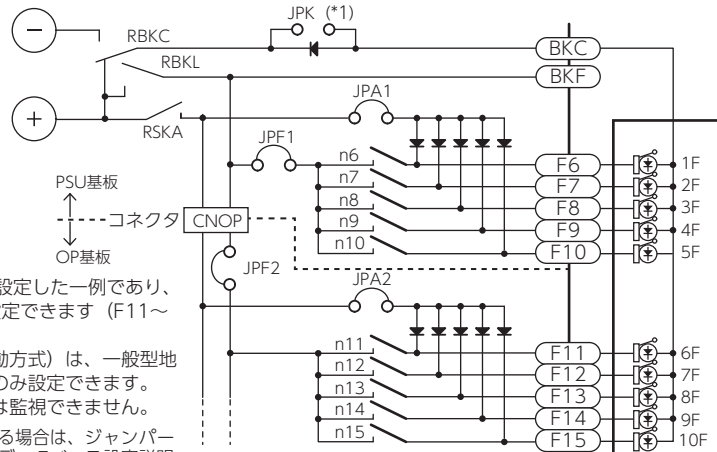 JPK (*1)
RBKC
−
BKC
RBKL
BKF
+
RSKA
JPA1
JPF1
n6
F6
1F
n7
F7
2F
PSU基板
n8
F8
3F
コネクタ
CNOP
n9
F9
4F
n10
F10
5F
OP基板
JPF2
設定した一例であり、
JPA2
定できます（F11～
n11
F11
6F
動方式）は、一般型地
n12
F12
7F
のみ設定できます。
n13
F13
8F
は監視できません。
n14
F14
9F
る場合は、ジャンパー
n15
F15
10F